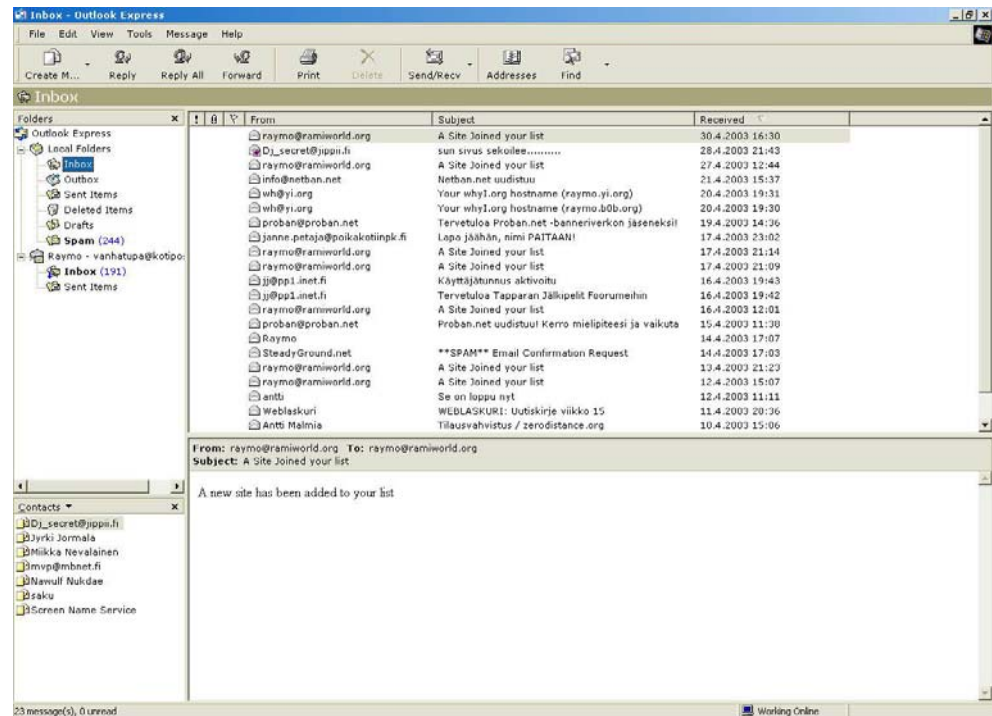 Inbox - Outlook Express
File Edit View Tools Message Help
Create M... Reply Reply All Forward Print Delete Send/Recv Addresses Find
Inbox
Folders
Outlook Express
Local Folders
Inbox
Outbox
Sent Items
Deleted Items
Drafts
Spam (244)
Raymo - vanhatupa@kotipo
Inbox (191)
Sent Items
Contacts
Dj_secret@jippii.fi
Jyrki Jormala
Miikka Nevalainen
mvp@mbnet.fi
Nawulf Nukdae
saku
Screen Name Service
! From Subject Received
raymo@ramiworld.org A Site Joined your list 30.4.2003 16:30
Dj_secret@jippii.fi sun sivus sekoilee.......... 28.4.2003 21:43
raymo@ramiworld.org A Site Joined your list 27.4.2003 12:44
info@netban.net Netban.net uudistuu 21.4.2003 15:37
wh@yi.org Your whyI.org hostname (raymo.yi.org) 20.4.2003 19:31
wh@yi.org Your whyI.org hostname (raymo.b0b.org) 20.4.2003 19:30
proban@proban.net Tervetuloa Proban.net -banneriverkon jäseneksi! 19.4.2003 14:36
janne.petaja@poikakotiinpk.fi Lapa jäähän, nimi PAITAAN! 17.4.2003 23:02
raymo@ramiworld.org A Site Joined your list 17.4.2003 21:14
raymo@ramiworld.org A Site Joined your list 17.4.2003 21:09
jj@pp1.inet.fi Käyttäjätunnus aktivoitu 16.4.2003 19:43
jj@pp1.inet.fi Tervetuloa Tapparan Jälkipelit Foorumeihin 16.4.2003 19:42
raymo@ramiworld.org A Site Joined your list 16.4.2003 12:01
proban@proban.net Proban.net uudistuu! Kerro mielipiteesi ja vaikuta 15.4.2003 11:38
Raymo 14.4.2003 17:07
SteadyGround.net **SPAM** Email Confirmation Request 14.4.2003 17:03
raymo@ramiworld.org A Site Joined your list 13.4.2003 21:23
raymo@ramiworld.org A Site Joined your list 12.4.2003 15:07
antti Se on loppu nyt 12.4.2003 11:11
Weblaskuri WEBLASKURI: Uutiskirje viikko 15 11.4.2003 20:36
Antti Malmia Tilausvahvistus / zerodistance.org 10.4.2003 15:06
From: raymo@ramiworld.org To: raymo@ramiworld.org
Subject: A Site Joined your list
A new site has been added to your list
23 message(s), 0 unread Working Online